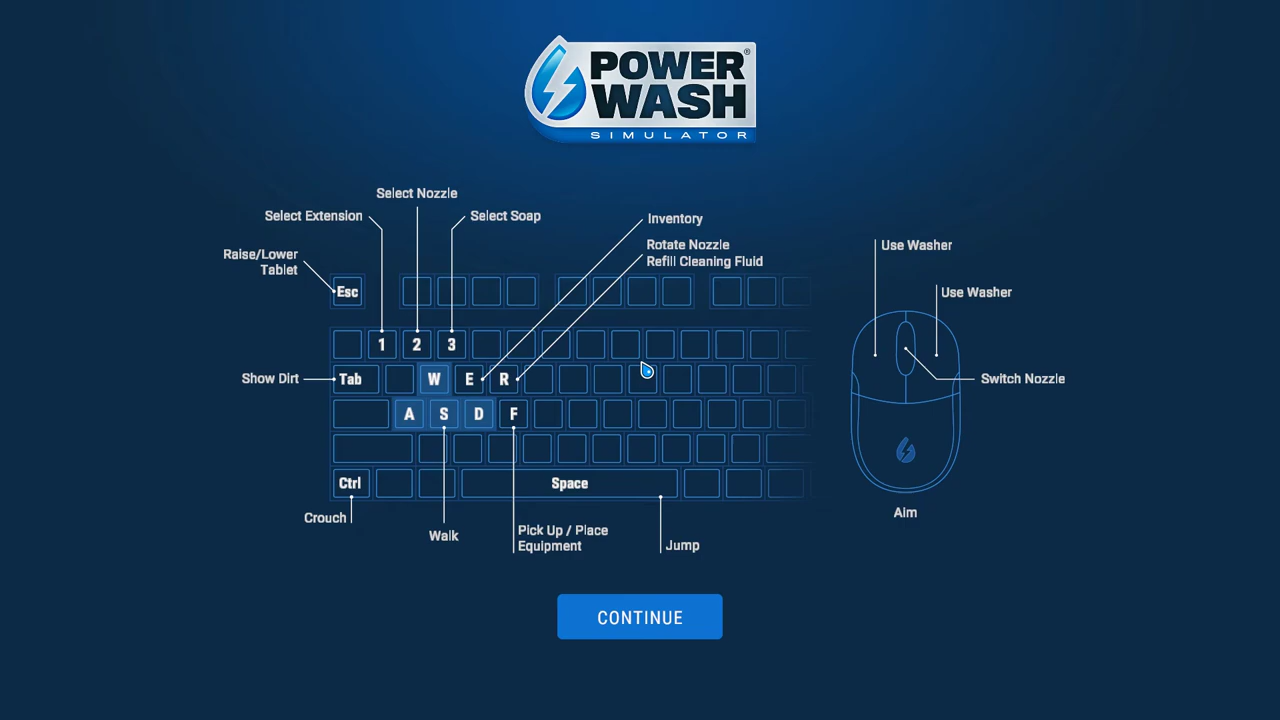 POWER®
WASH
SIMULATOR
Select Nozzle
Select Extension
Select Soap
Inventory
Raise/Lower
Tablet
Rotate Nozzle
Refill Cleaning Fluid
Use Washer
Use Washer
Esc
1 2 3
Show Dirt
Tab W E R
Switch Nozzle
A S D F
Ctrl Space
Crouch
Walk
Pick Up / Place
Equipment
Jump
Aim
CONTINUE